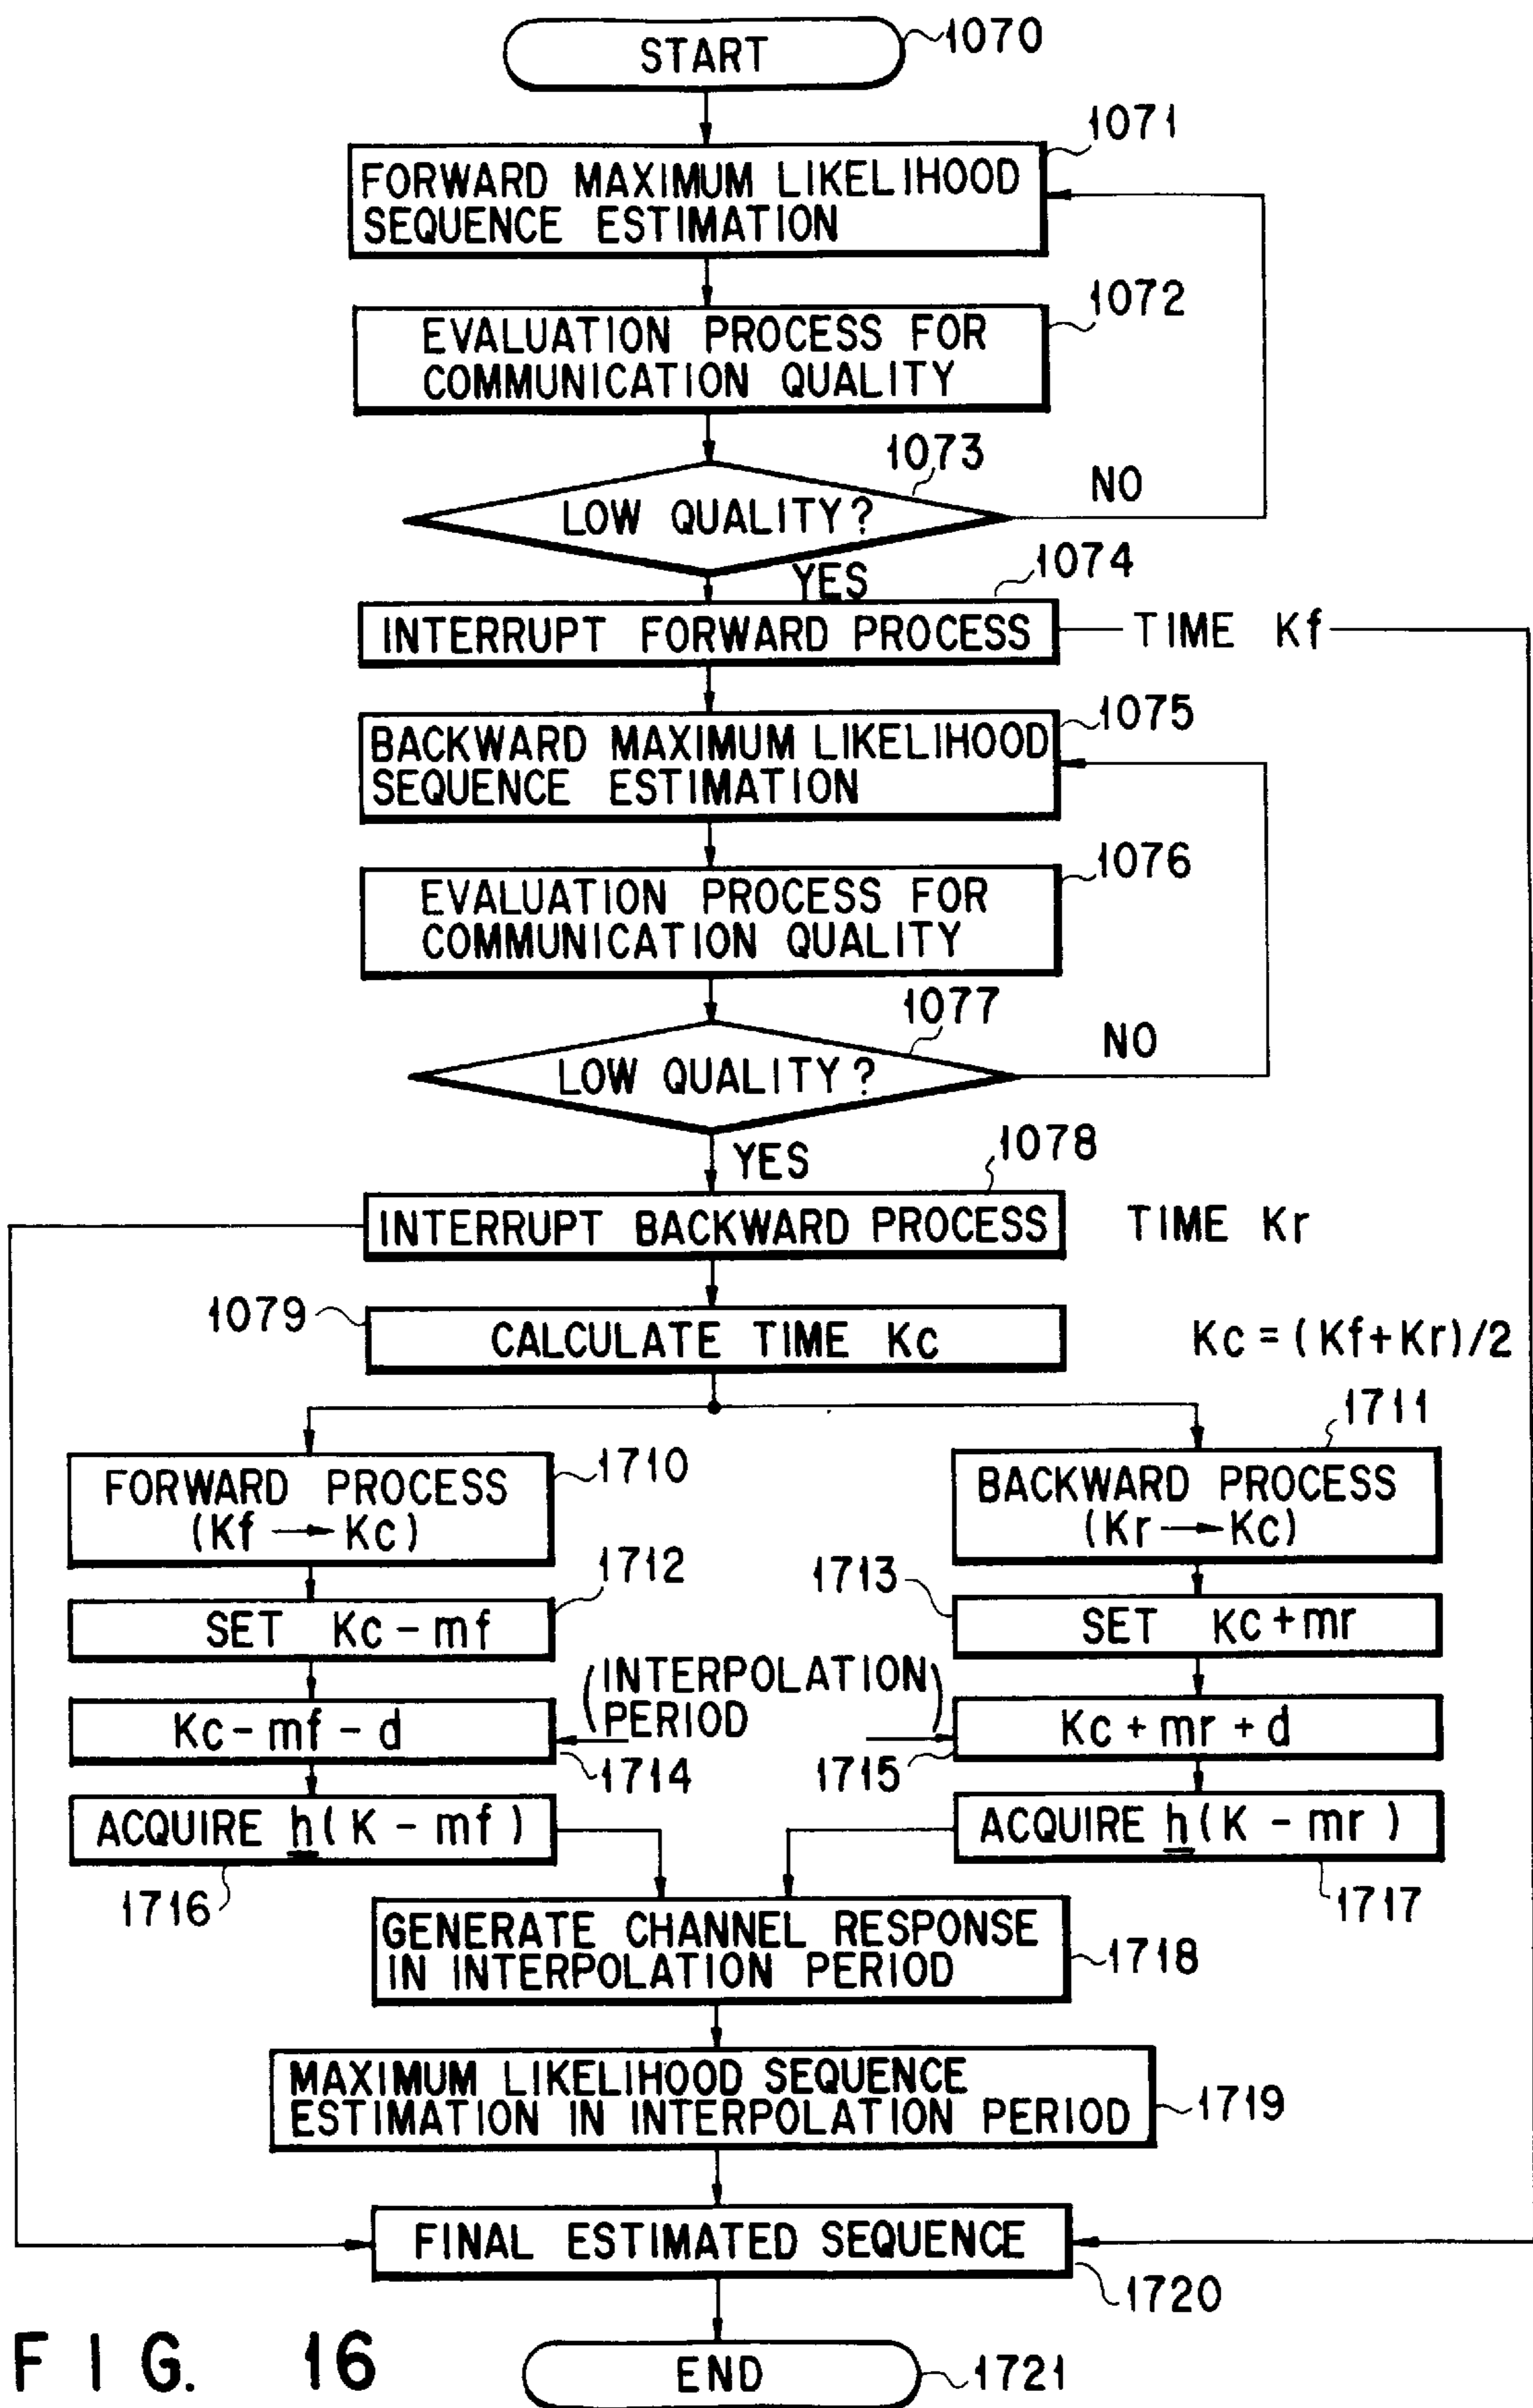 START
1070
1071
FORWARD MAXIMUM LIKELIHOOD
SEQUENCE ESTIMATION
1072
EVALUATION PROCESS FOR
COMMUNICATION QUALITY
1073
LOW QUALITY?
NO
YES
1074
INTERRUPT FORWARD PROCESS
TIME Kf
1075
BACKWARD MAXIMUM LIKELIHOOD
SEQUENCE ESTIMATION
1076
EVALUATION PROCESS FOR
COMMUNICATION QUALITY
1077
LOW QUALITY?
NO
YES
1078
INTERRUPT BACKWARD PROCESS
TIME Kr
1079
CALCULATE TIME Kc
Kc = (Kf+Kr)/2
1710
FORWARD PROCESS
(Kf → Kc)
1711
BACKWARD PROCESS
(Kr → Kc)
1712
SET Kc - mf
1713
SET Kc + mr
(INTERPOLATION
PERIOD)
Kc - mf - d
1714
Kc + mr + d
1715
ACQUIRE h(K - mf)
1716
ACQUIRE h(K - mr)
1717
GENERATE CHANNEL RESPONSE
IN INTERPOLATION PERIOD
1718
MAXIMUM LIKELIHOOD SEQUENCE
ESTIMATION IN INTERPOLATION PERIOD
1719
FINAL ESTIMATED SEQUENCE
1720
END
1721
FIG. 16